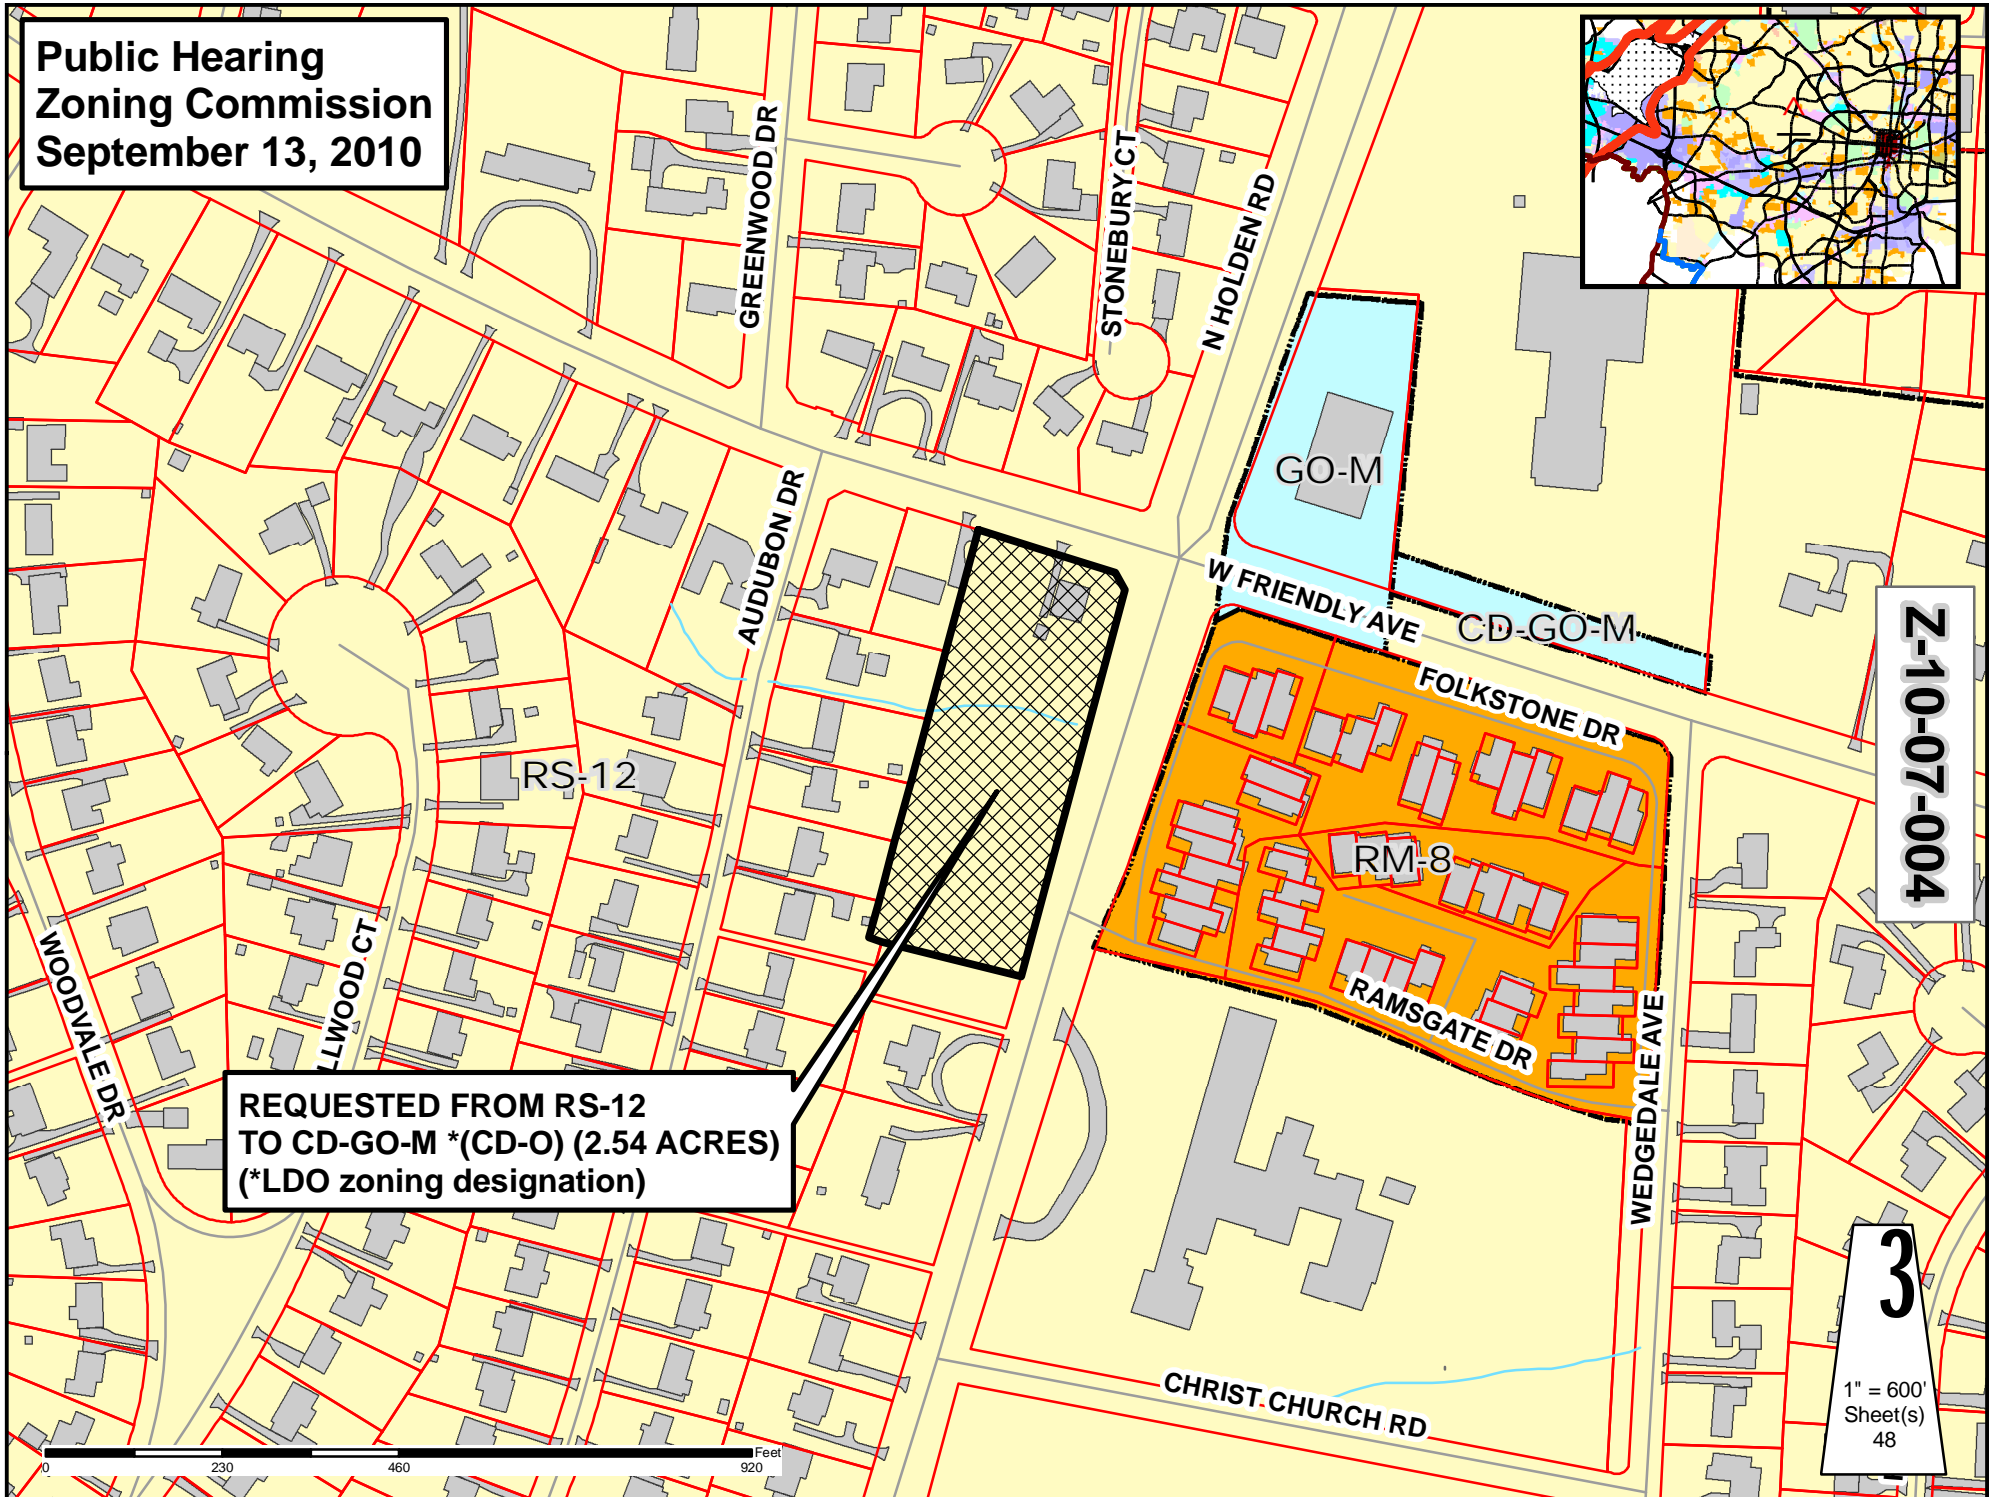 Public Hearing
Zoning Commission
September 13, 2010
GREENWOOD DR
STONEBURY CT
N HOLDEN RD
GO-M
AUDUBON DR
W FRIENDLY AVE
CD-GO-M
FOLKSTONE DR
Z-10-07-004
RS-12
RM-8
WOODVALE DR
LLWOOD CT
RAMSGATE DR
WEDGEDALE AVE
REQUESTED FROM RS-12
TO CD-GO-M *(CD-O) (2.54 ACRES)
(*LDO zoning designation)
CHRIST CHURCH RD
3
1" = 600'
Sheet(s)
48
Feet
0 230 460 920